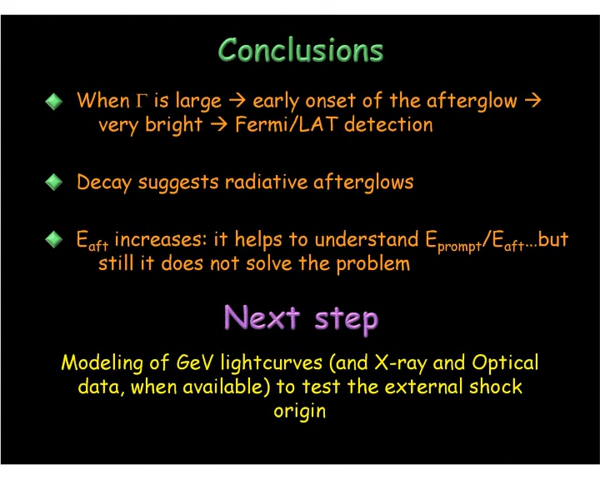 Conclusions
When Γ is large → early onset of the afterglow →
very bright → Fermi/LAT detection
Decay suggests radiative afterglows
E_aft increases: it helps to understand E_prompt/E_aft…but
still it does not solve the problem
Next step
Modeling of GeV lightcurves (and X-ray and Optical
data, when available) to test the external shock
origin